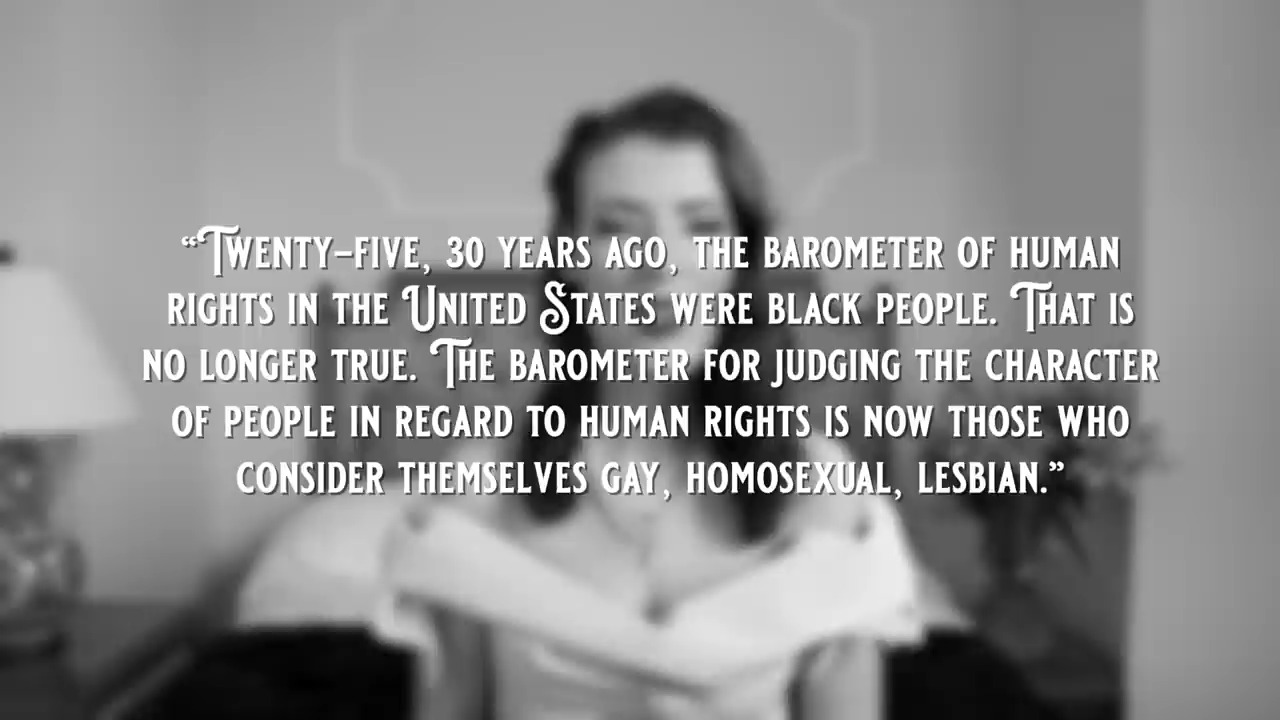 “Twenty–five, 30 years ago, the barometer of human
rights in the United States were black people. That is
no longer true. The barometer for judging the character
of people in regard to human rights is now those who
consider themselves gay, homosexual, lesbian.”